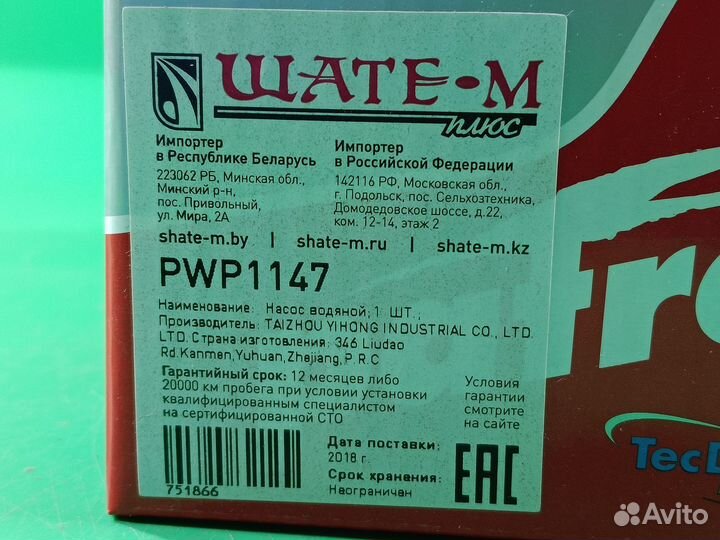 ШАТЕ-М
плюс
Импортер
в Республике Беларусь
223062 РБ, Минская обл.,
Минский р-н,
пос. Привольный,
ул. Мира, 2А
Импортер
в Российской Федерации
142116 РФ, Московская обл.,
г. Подольск, пос. Сельхозтехника,
Домодедовское шоссе, д.22,
ком. 12-14, этаж 2
shate-m.by | shate-m.ru | shate-m.kz
PWP1147
Наименование: Насос водяной; 1 шт.;
Производитель: TAIZHOU YIHONG INDUSTRIAL CO., LTD.
LTD. Страна изготовления: 346 Liudao
Rd.Kanmen,Yuhuan,Zhejiang,P.R.C
Гарантийный срок: 12 месяцев либо
20000 км пробега при условии установки
квалифицированным специалистом
на сертифицированной СТО
Условия
гарантии
смотрите
на сайте
751866
Дата поставки:
2018 г.
Срок хранения:
Неограничен
EAC
fre
TecD
Avito